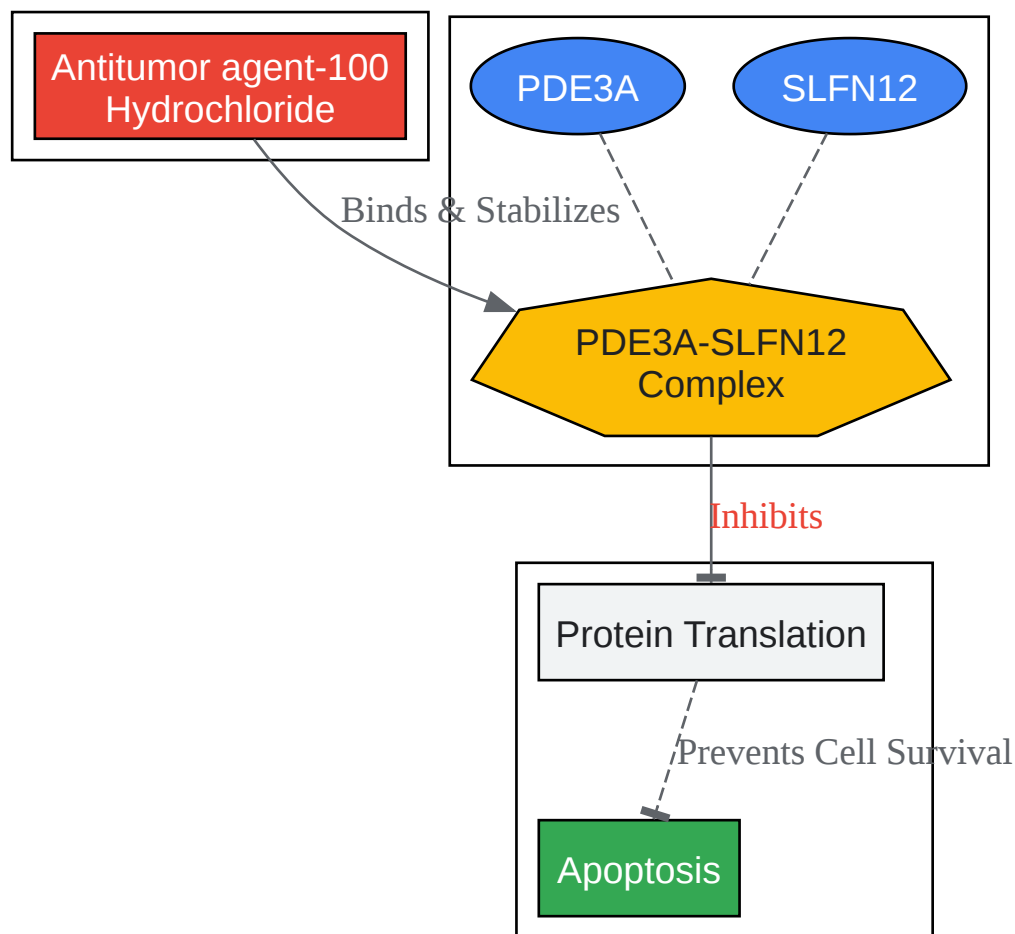 Antitumor agent-100
Hydrochloride
PDE3A
SLFN12
Binds & Stabilizes
PDE3A-SLFN12
Complex
Inhibits
Protein Translation
Prevents Cell Survival
Apoptosis